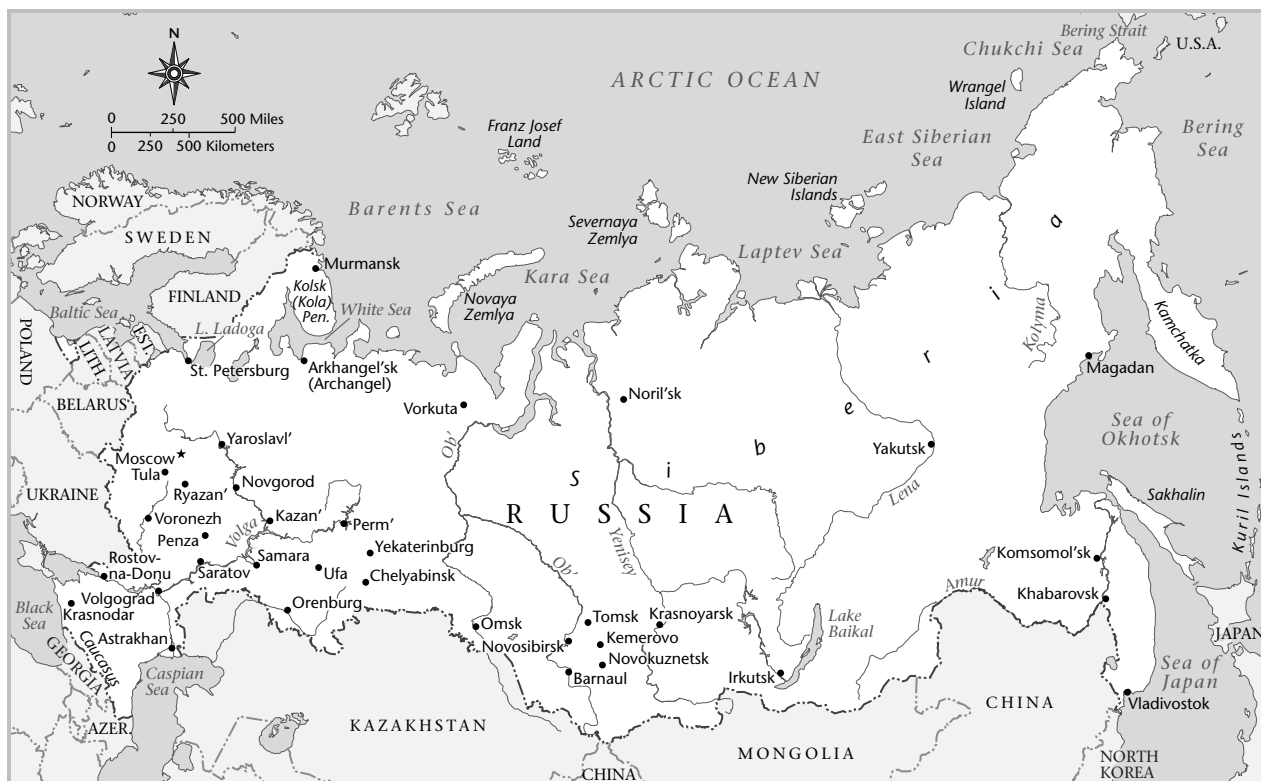 Bering Strait
Chukchi Sea
U.S.A.
N
ARCTIC OCEAN
Wrangel
Island
0 250 500 Miles
0 250 500 Kilometers
Franz Josef
Land
East Siberian
Sea
Bering
Sea
NORWAY
New Siberian
Islands
SWEDEN
Barents Sea
Severnaya
Zemlya
Laptev Sea
Murmansk
Kara Sea
FINLAND
Kolsk
(Kola)
Pen.
White Sea
Novaya
Zemlya
Baltic Sea
L. Ladoga
Kolyma
Kamchatka
POLAND
LITH.
LATVIA
EST.
St. Petersburg
Arkhangel'sk
(Archangel)
Magadan
BELARUS
Vorkuta
Noril'sk
Siberia
Sea of
Okhotsk
Yaroslavl'
Ob'
Yakutsk
Moscow
Tula
Novgorod
Ryazan'
Lena
Kuril Islands
UKRAINE
RUSSIA
Sakhalin
Voronezh
Volga
Kazan'
Perm'
Penza
Yenisey
Yekaterinburg
Rostov-
na-Donu
Samara
Saratov
Ufa
Ob'
Komsomol'sk
Chelyabinsk
Amur
Volgograd
Krasnodar
Orenburg
Khabarovsk
Black
Sea
Tomsk
Krasnoyarsk
Lake
Baikal
Omsk
Novosibirsk
Kemerovo
Astrakhan
Caucasus
GEORGIA
Novokuznetsk
JAPAN
Barnaul
Irkutsk
Caspian
Sea
Sea of
Japan
CHINA
Vladivostok
AZER.
KAZAKHSTAN
MONGOLIA
NORTH
KOREA
CHINA